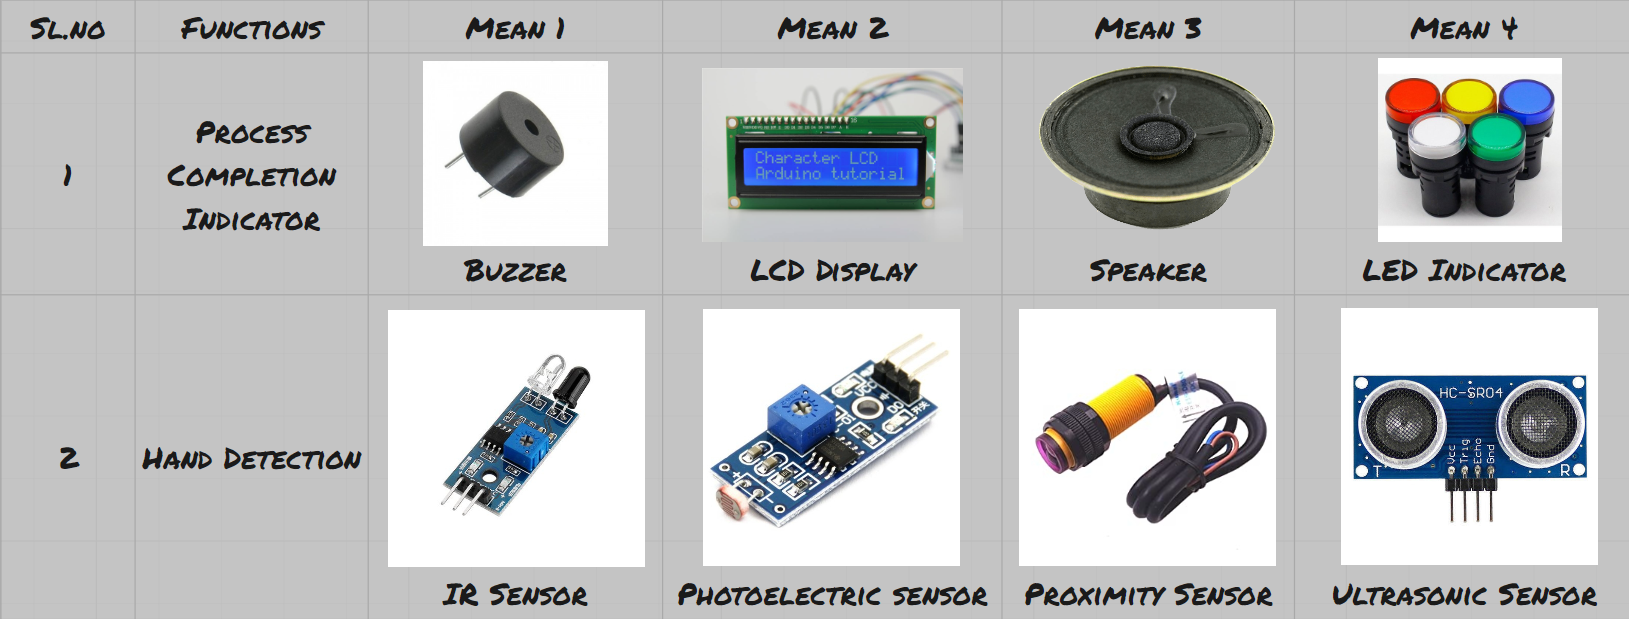 Sl.no Functions Mean 1 Mean 2 Mean 3 Mean 4
1
Process
Completion
Indicator
Character LCD
Arduino tutorial
Buzzer LCD Display Speaker LED Indicator
2
Hand Detection
HC-SR04
Vcc
Trig
Echo
Gnd
T R
IR Sensor Photoelectric sensor Proximity Sensor Ultrasonic Sensor